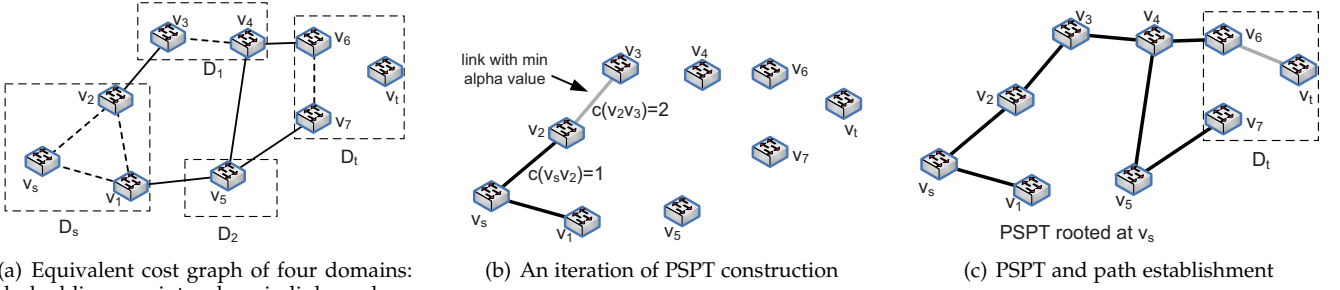 v3
v4
v6
D1
v2
vt
v7
Dt
vs
v1
v5
Ds
D2
(a) Equivalent cost graph of four domains:
link with min
alpha value
v3
v4
v6
c(v2v3)=2
vt
v2
v7
c(vsv2)=1
vs
v1
v5
(b) An iteration of PSPT construction
v3
v4
v6
v2
vt
v7
Dt
vs
v1
v5
PSPT rooted at vs
(c) PSPT and path establishment